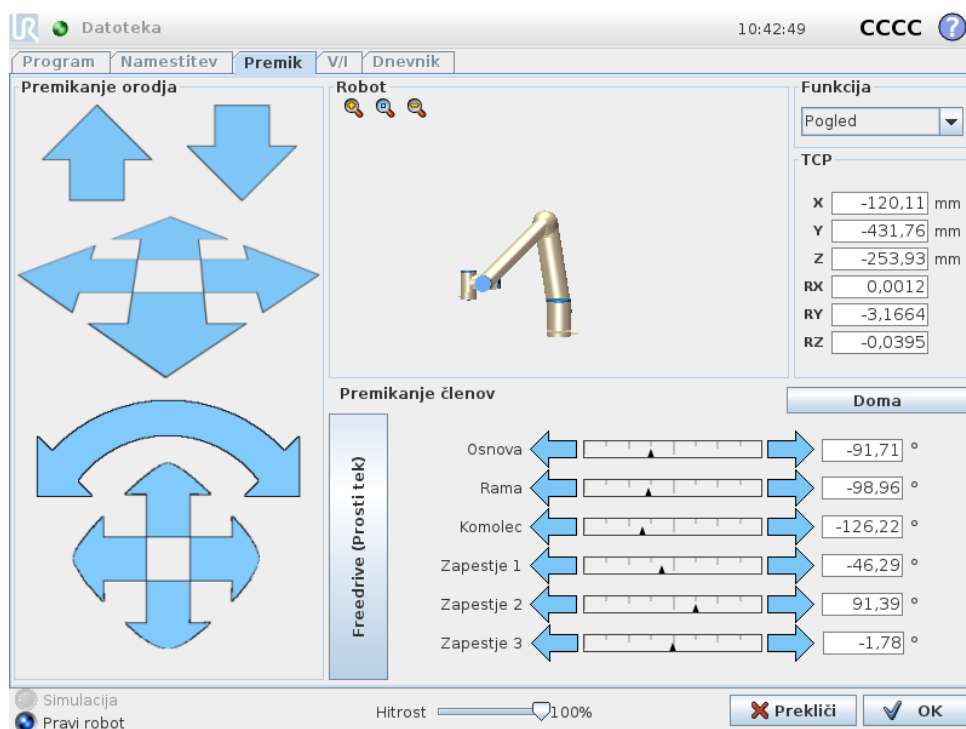 UR Datoteka 10:42:49 CCCC ?
Program Namestitev Premik V/I Dnevnik
Premikanje orodja
Robot
Funkcija
Pogled
TCP
X -120,11 mm
Y -431,76 mm
Z -253,93 mm
RX 0,0012
RY -3,1664
RZ -0,0395
Premikanje členov
Doma
Freedrive (Prosti tek)
Osnova -91,71 °
Rama -98,96 °
Komolec -126,22 °
Zapestje 1 -46,29 °
Zapestje 2 91,39 °
Zapestje 3 -1,78 °
Simulacija
Pravi robot
Hitrost 100%
Prekliči
OK